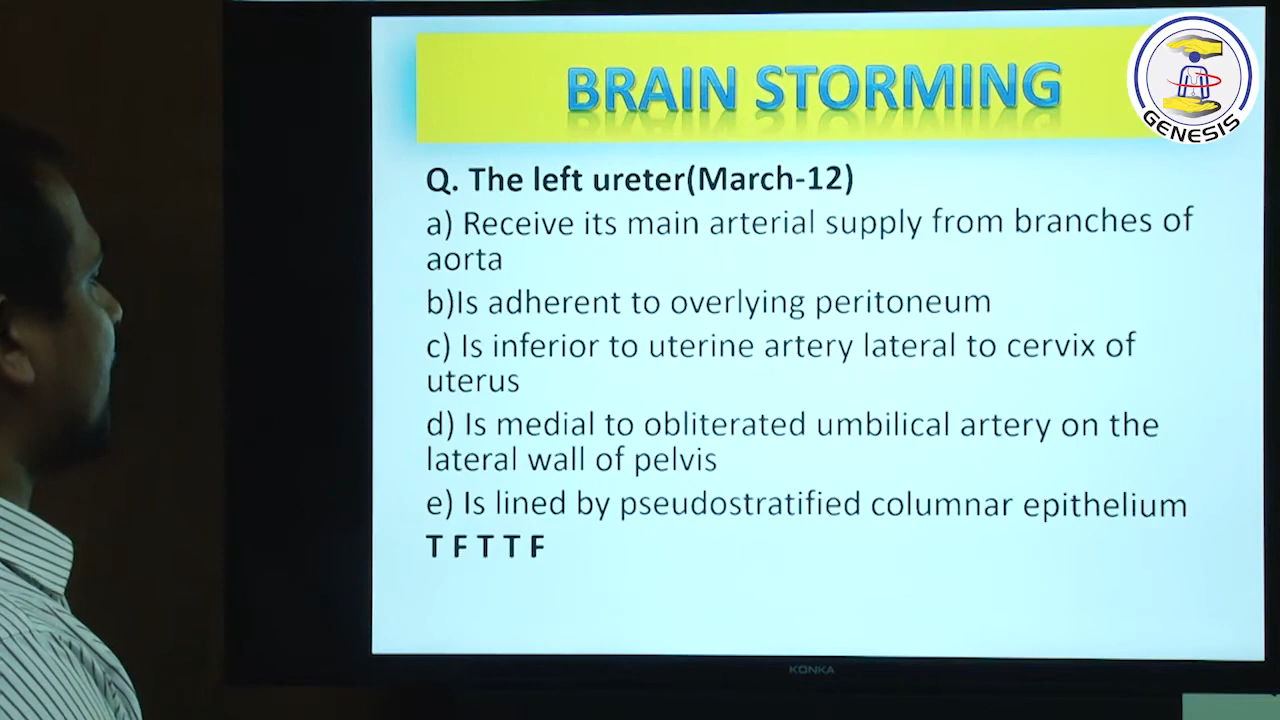 BRAIN STORMING
GENESIS
Q. The left ureter(March-12)
a) Receive its main arterial supply from branches of
aorta
b)Is adherent to overlying peritoneum
c) Is inferior to uterine artery lateral to cervix of
uterus
d) Is medial to obliterated umbilical artery on the
lateral wall of pelvis
e) Is lined by pseudostratified columnar epithelium
T F T T F
KONKA